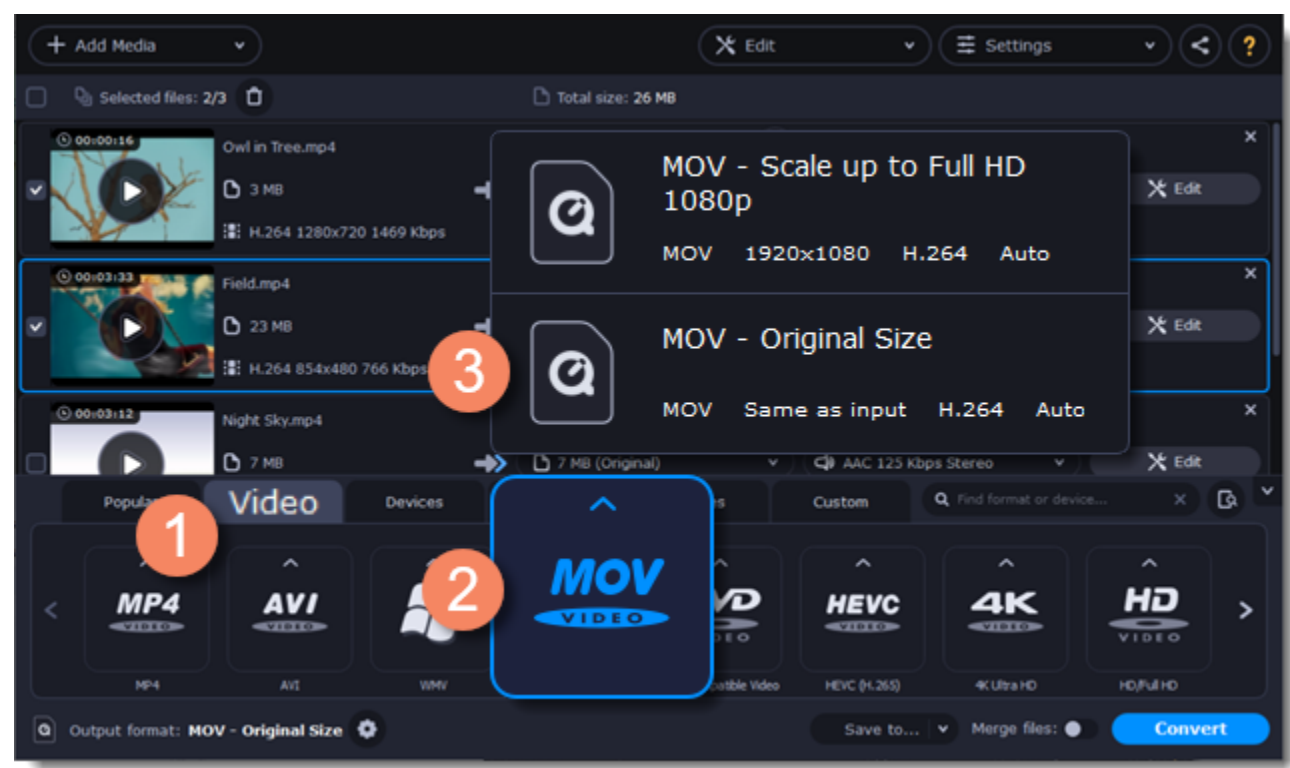 Add Media
Edit
Settings
?
Selected files: 2/3
Total size: 26 MB
00:00:16
Owl in Tree.mp4
3 MB
H.264 1280x720 1469 Kbps
Edit
MOV - Scale up to Full HD
1080p
MOV 1920x1080 H.264 Auto
00:03:33
Field.mp4
23 MB
H.264 854x480 766 Kbps
Edit
3
MOV - Original Size
MOV Same as input H.264 Auto
00:03:12
Night Sky.mp4
7 MB
7 MB (Original)
AAC 125 Kbps Stereo
Edit
1
Video
Devices
Custom
Find format or device...
2
MP4
VIDEO
AVI
VIDEO
MOV
VIDEO
HEVC
VIDEO
4K
VIDEO
HD
VIDEO
MP4
AVI
WMV
Video
HEVC (H.265)
4K Ultra HD
HD/Full HD
Output format: MOV - Original Size
Save to...
Merge files:
Convert